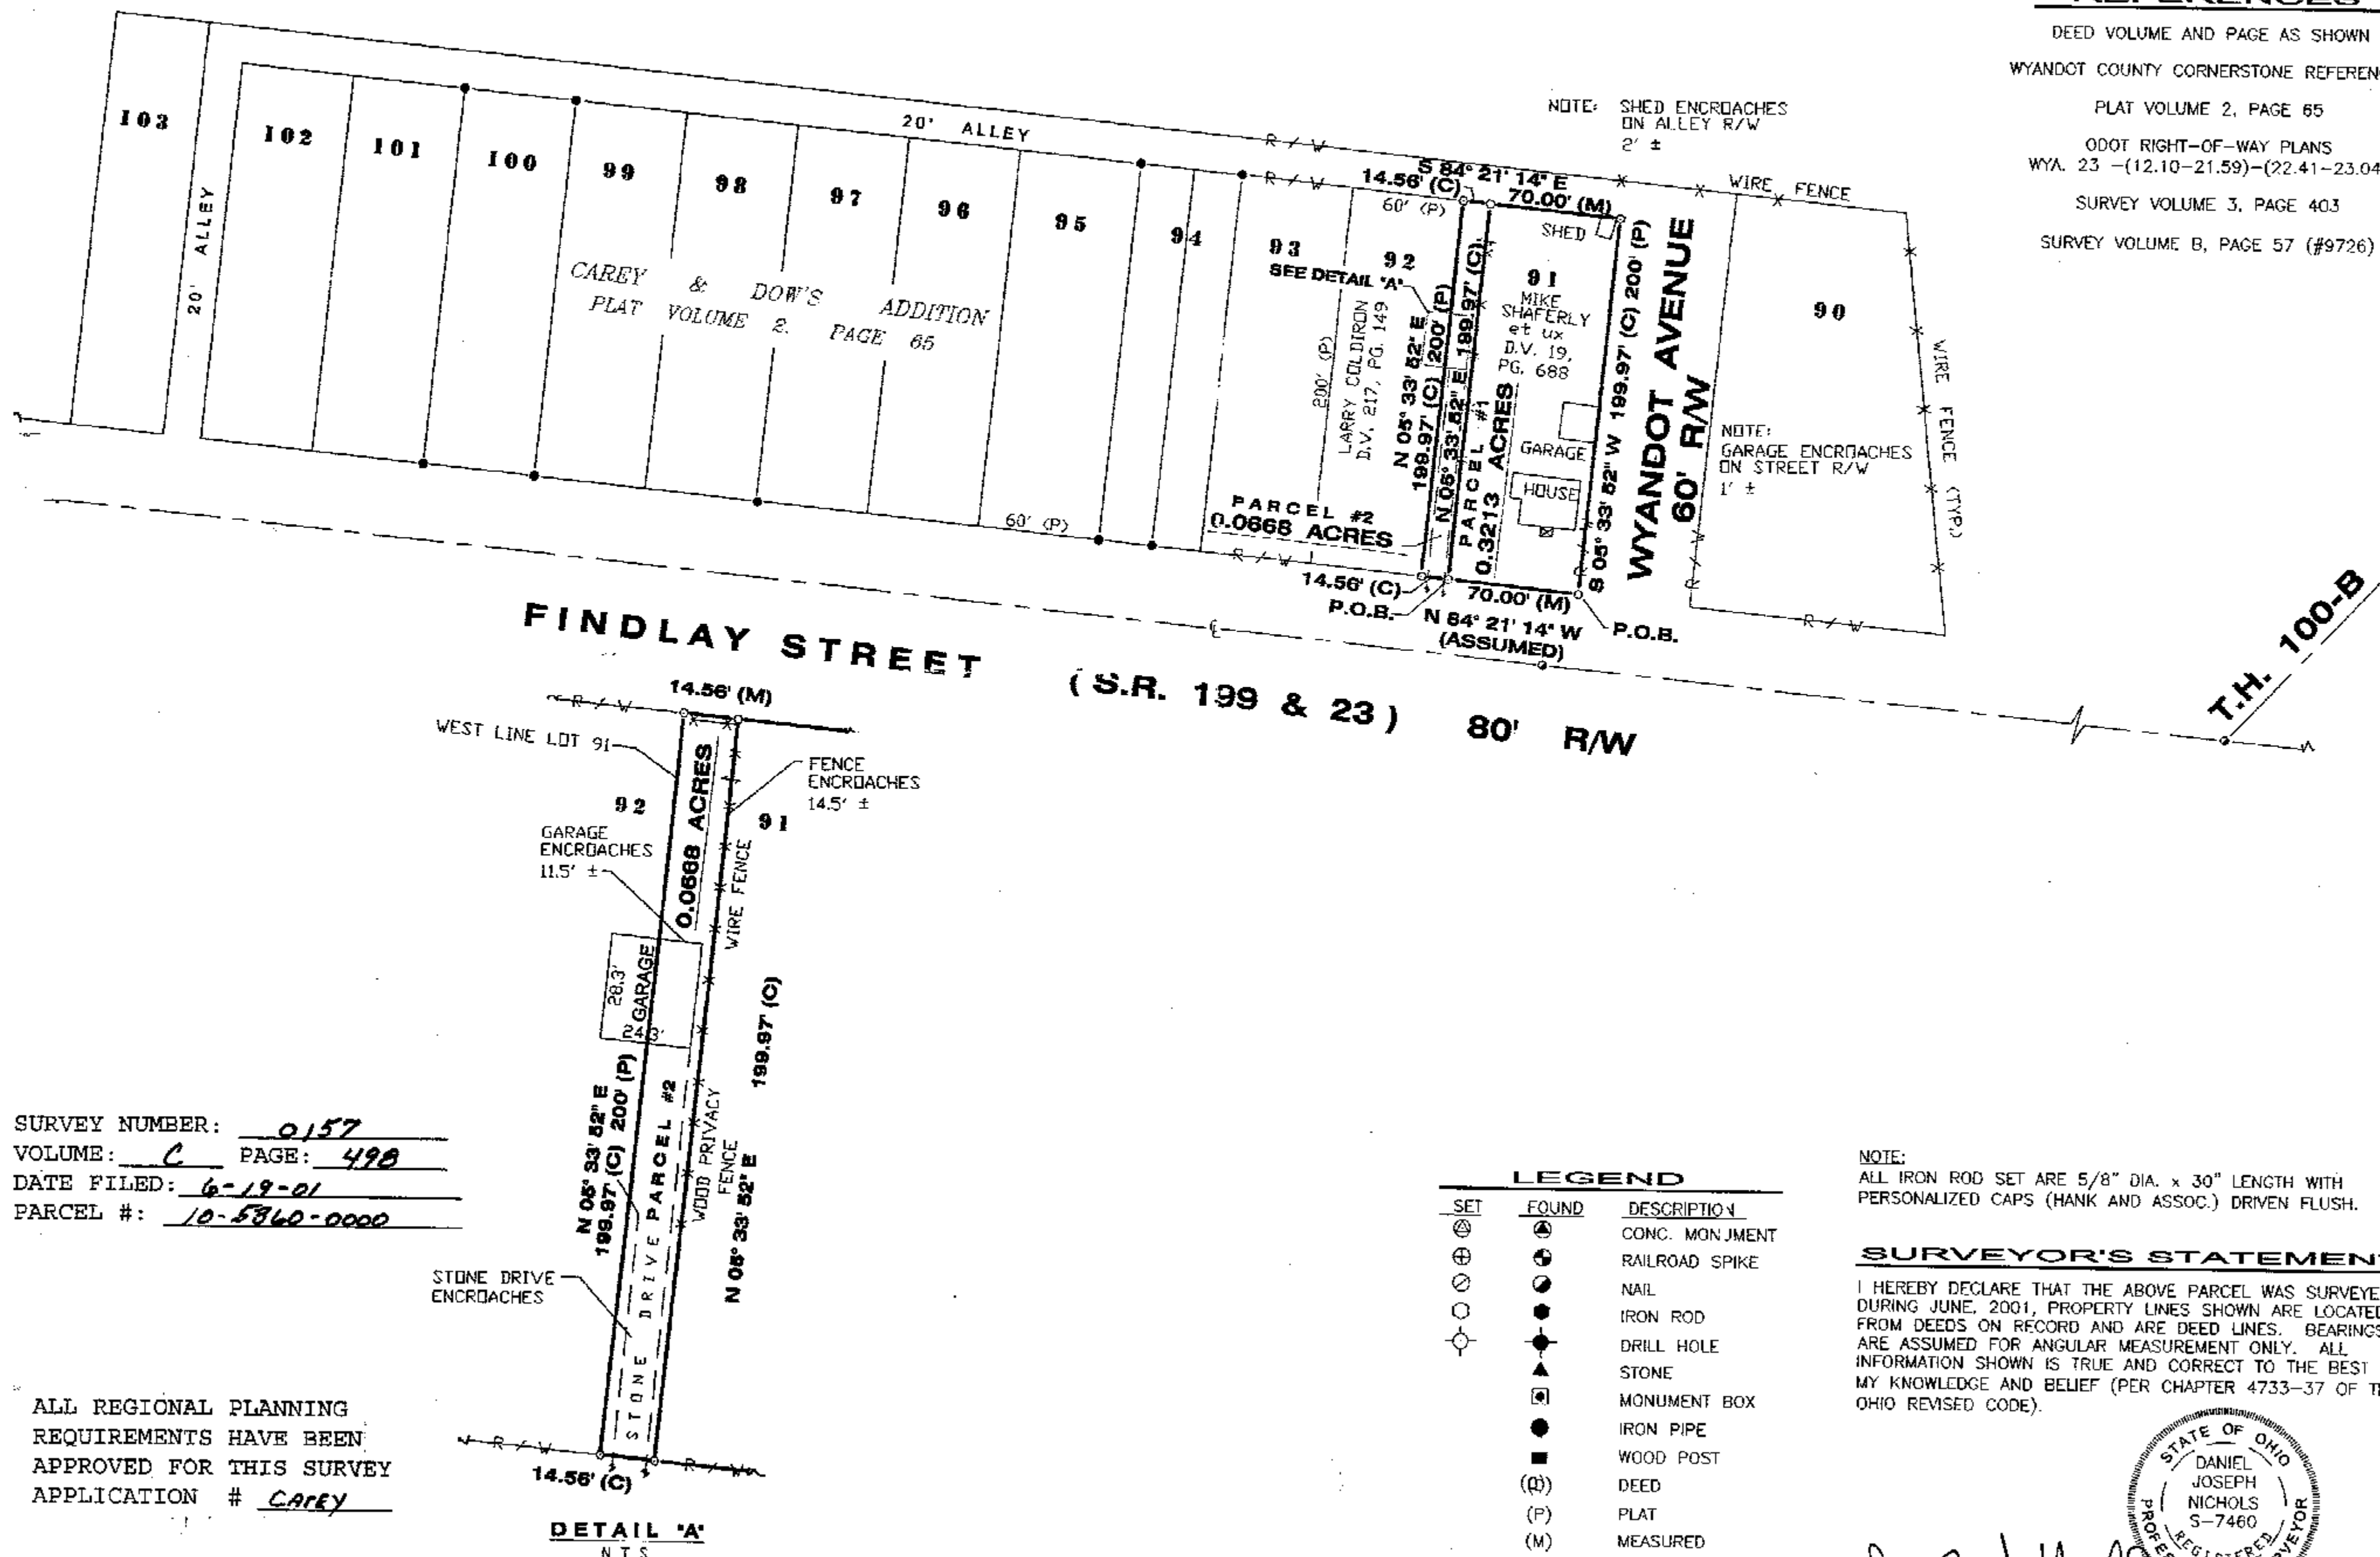 REFERENCES
DEED VOLUME AND PAGE AS SHOWN
WYANDOT COUNTY CORNERSTONE
PLAT VOLUME 2, PAGE 65
ODOT RIGHT-OF-WAY PLANS
WYA. 23 -(12.10-21.59)-(22.41-23.04
SURVEY VOLUME 3, PAGE 403
SURVEY VOLUME B, PAGE 57 (#9726)
NOTE: SHED ENCROACHES
ON ALLEY R/W
2' ±
103
20' ALLEY
102
101
100
99
98
97
96
95
94
93
92
91
90
20' ALLEY
R/W
R/W
CAREY & DOW'S ADDITION
PLAT VOLUME 2. PAGE 65
SEE DETAIL "A"
S 84° 21' 14" E
14.56' (C)
70.00' (M)
60' (P)
WIRE FENCE
SHED
MIKE
SHAFERLY
et ux
D.V. 19,
PG. 688
LARRY COLDIRON
D.V. 217, PG. 149
200' (P)
N 05° 33' 52" E
199.97' (C) 200' (P)
N 05° 33' 52" E 199.97' (C)
PARCEL #1
0.3213 ACRES
GARAGE
HOUSE
S 05° 33' 52" W 199.97' (C) 200' (P)
WYANDOT AVENUE
60' R/W
NOTE:
GARAGE ENCROACHES
ON STREET R/W
1' ±
WIRE FENCE (TYP.)
PARCEL #2
0.0668 ACRES
60' (P)
R/W
14.56' (C)
P.O.B.
70.00' (M)
N 84° 21' 14" W
(ASSUMED)
P.O.B.
R/W
T.H. 100-B
FINDLAY STREET (S.R. 199 & 23) 80' R/W
R/W
14.56' (M)
WEST LINE LOT 91
92
0.0668 ACRES
FENCE
ENCROACHES
14.5' ±
91
GARAGE
ENCROACHES
11.5' ±
WIRE FENCE
28.3'
GARAGE
24.3'
199.97' (C)
N 05° 33' 52" E
N 05° 33' 52" E
199.97' (C) 200' (P)
PARCEL #2
WOOD PRIVACY
FENCE
STONE DRIVE
STONE DRIVE
ENCROACHES
R/W
R/W
14.56' (C)
DETAIL "A"
N.T.S.
SURVEY NUMBER: 0157
VOLUME: C PAGE: 498
DATE FILED: 6-19-01
PARCEL #: 10-5860-0000
ALL REGIONAL PLANNING
REQUIREMENTS HAVE BEEN
APPROVED FOR THIS SURVEY
APPLICATION # CAREY
LEGEND
SET FOUND DESCRIPTION
CONC. MONUMENT
RAILROAD SPIKE
NAIL
IRON ROD
DRILL HOLE
STONE
MONUMENT BOX
IRON PIPE
WOOD POST
(D) DEED
(P) PLAT
(M) MEASURED
NOTE:
ALL IRON ROD SET ARE 5/8" DIA. x 30" LENGTH WITH
PERSONALIZED CAPS (HANK AND ASSOC.) DRIVEN FLUSH.
SURVEYOR'S STATEMENT
I HEREBY DECLARE THAT THE ABOVE PARCEL WAS SURVEYE
DURING JUNE, 2001, PROPERTY LINES SHOWN ARE LOCATED
FROM DEEDS ON RECORD AND ARE DEED LINES. BEARINGS
ARE ASSUMED FOR ANGULAR MEASUREMENT ONLY. ALL
INFORMATION SHOWN IS TRUE AND CORRECT TO THE BEST
MY KNOWLEDGE AND BELIEF (PER CHAPTER 4733-37 OF T
OHIO REVISED CODE).
STATE OF OHIO
DANIEL
JOSEPH
NICHOLS
S-7460
REGISTERED